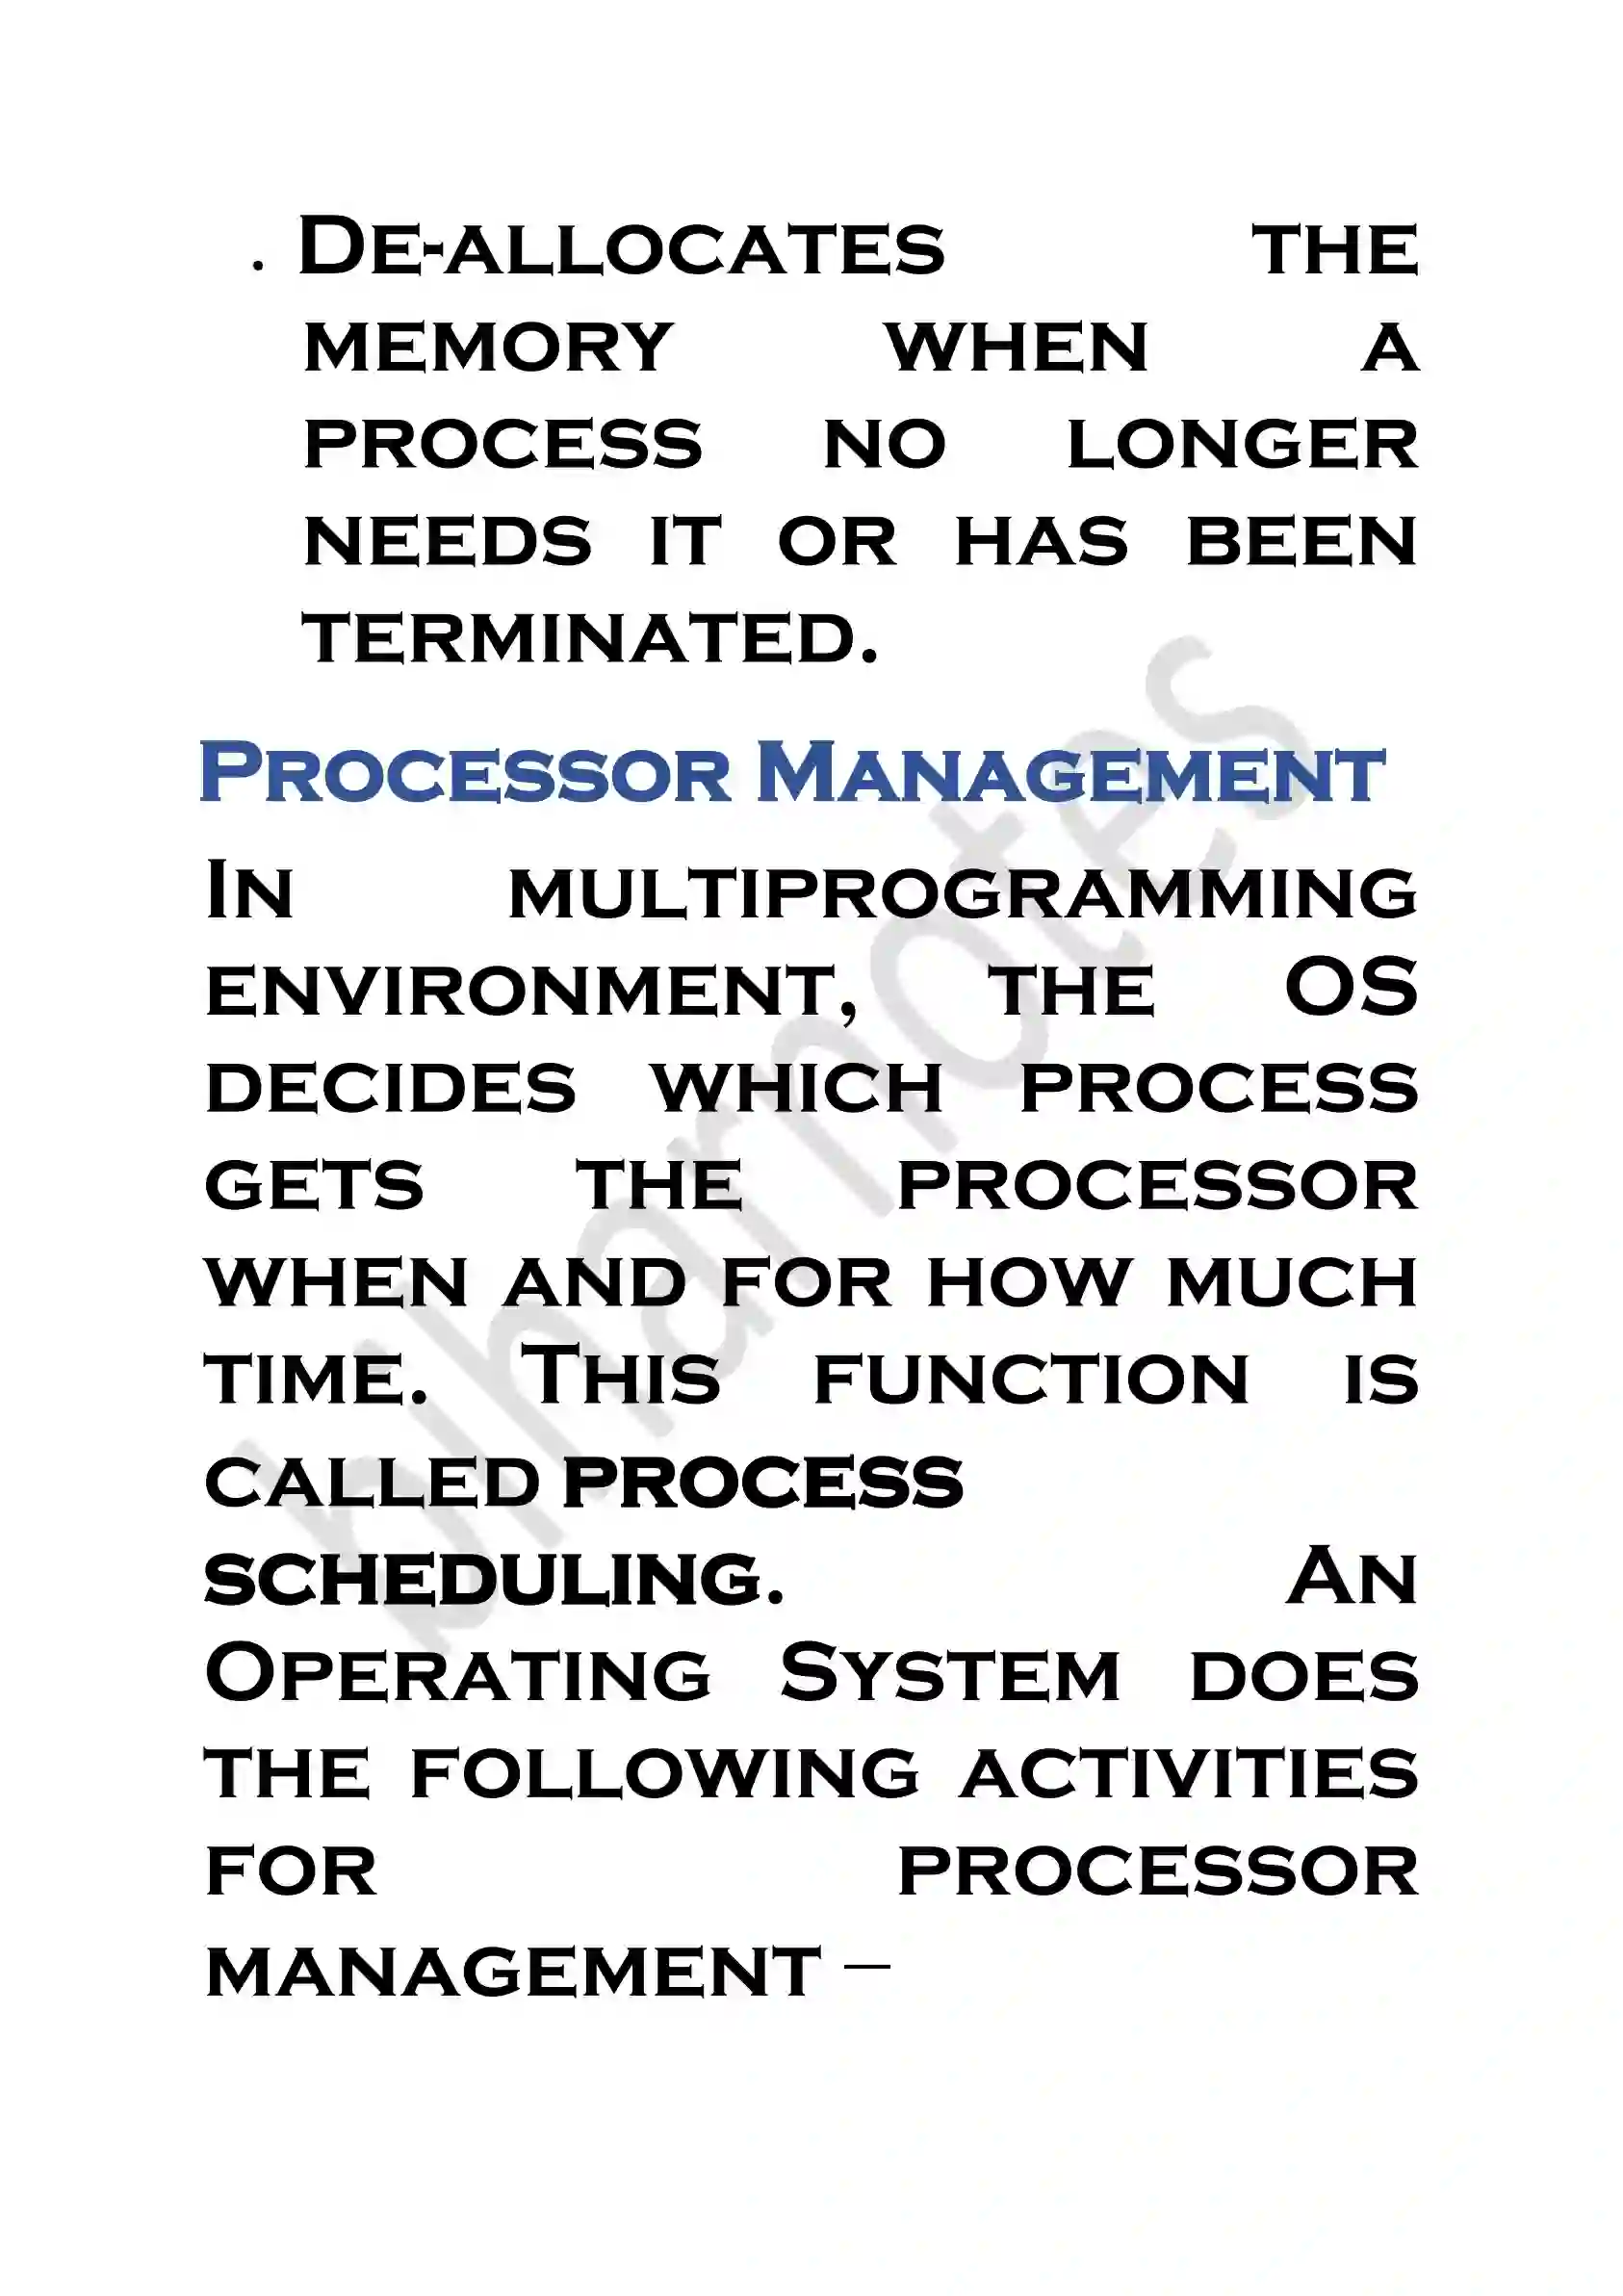 . De-allocates the
memory when a
process no longer
needs it or has been
terminated.
Processor Management
In multiprogramming
environment, the OS
decides which process
gets the processor
when and for how much
time. This function is
called process
scheduling. An
Operating System does
the following activities
for processor
management –
biharnotes